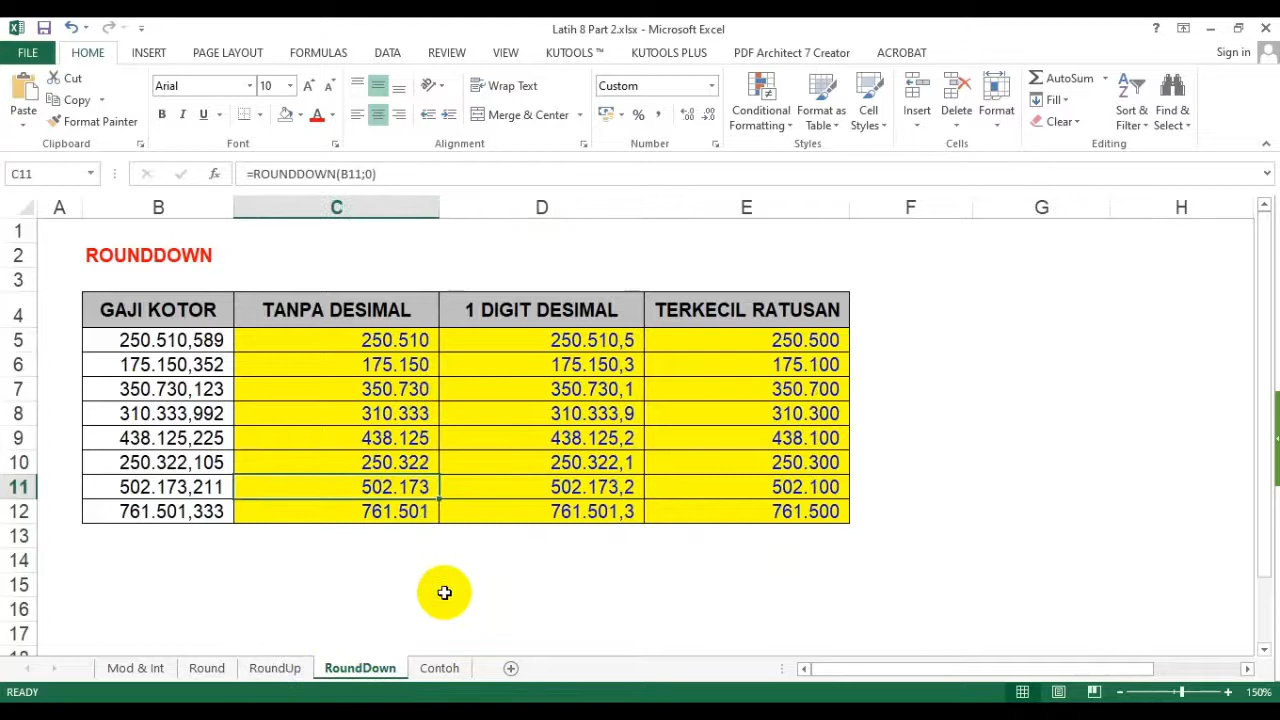 Latih 8 Part 2.xlsx - Microsoft Excel
FILE HOME INSERT PAGE LAYOUT FORMULAS DATA REVIEW VIEW KUTOOLS ™ KUTOOLS PLUS PDF Architect 7 Creator ACROBAT Sign in
Paste
Cut
Copy
Format Painter
Clipboard
Arial 10
B I U
Font
Wrap Text
Merge & Center
Alignment
Custom
Number
Conditional Formatting
Format as Table
Cell Styles
Styles
Insert
Delete
Format
Cells
AutoSum
Fill
Clear
Sort & Filter
Find & Select
Editing
C11 fx =ROUNDDOWN(B11;0)
A B C D E F G H
1
2 ROUNDDOWN
3
4 GAJI KOTOR TANPA DESIMAL 1 DIGIT DESIMAL TERKECIL RATUSAN
5 250.510,589 250.510 250.510,5 250.500
6 175.150,352 175.150 175.150,3 175.100
7 350.730,123 350.730 350.730,1 350.700
8 310.333,992 310.333 310.333,9 310.300
9 438.125,225 438.125 438.125,2 438.100
10 250.322,105 250.322 250.322,1 250.300
11 502.173,211 502.173 502.173,2 502.100
12 761.501,333 761.501 761.501,3 761.500
13
14
15
16
17
Mod & Int Round RoundUp RoundDown Contoh
READY 150%